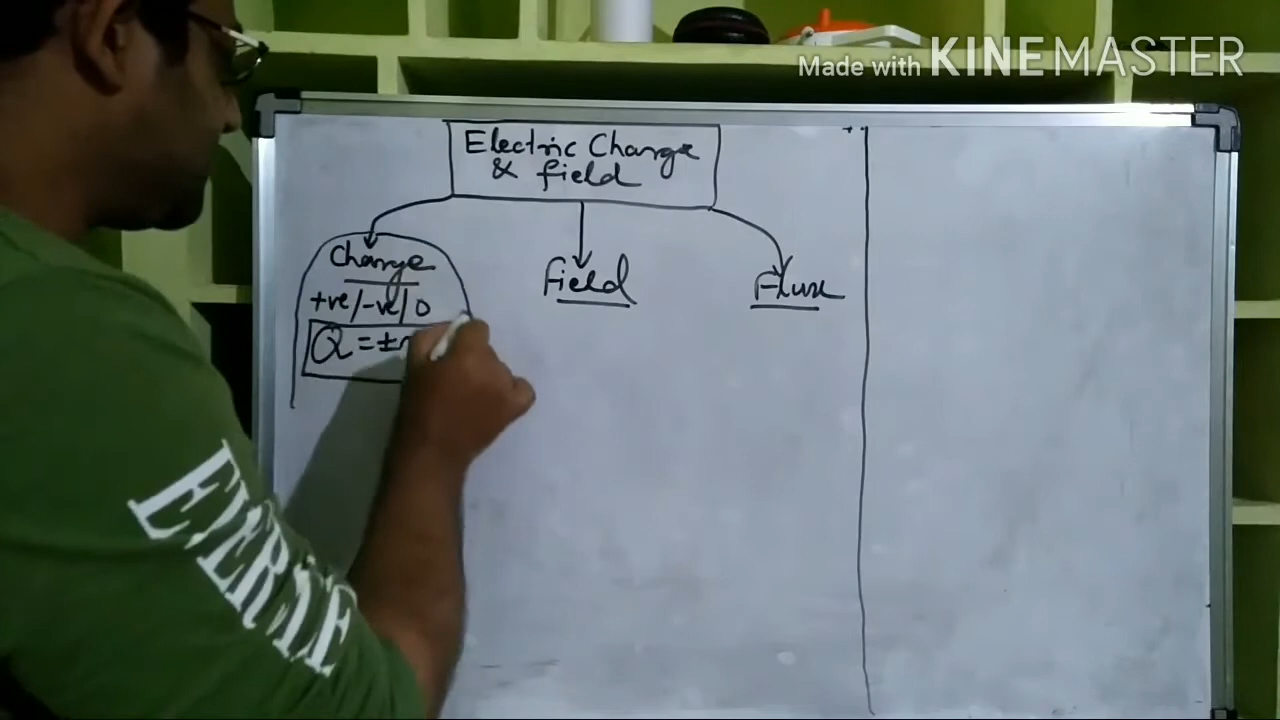 Made with KINEMASTER
Electric Charge
& field
Charge
+ve/-ve/0
Q = ±n
Field
Flux